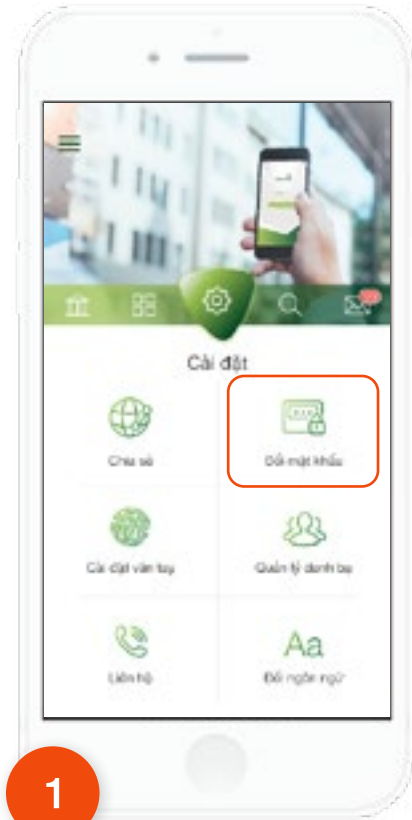 Cài đặt
Chia sẻ
Đổi mật khẩu
Cài đặt vân tay
Quản lý danh bạ
Liên hệ
Aa
Đổi ngôn ngữ
1